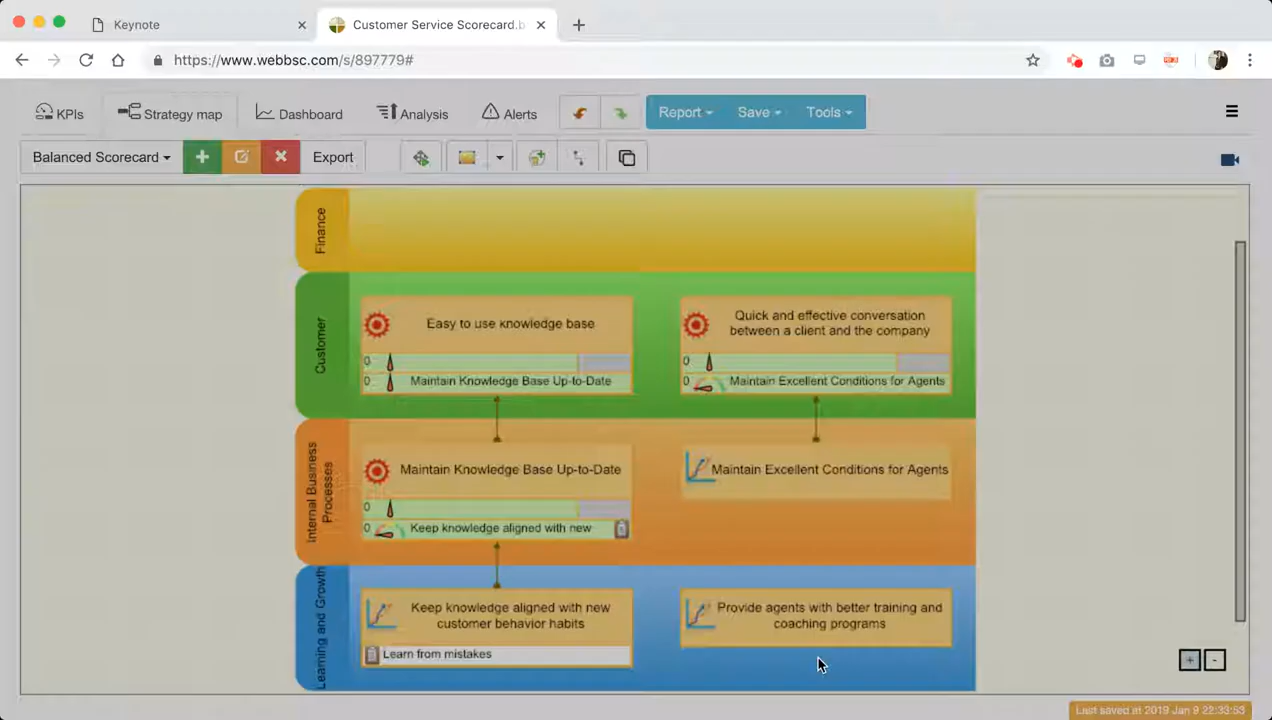 Keynote
Customer Service Scorecard.b
https://www.webbsc.com/s/897779#
KPIs
Strategy map
Dashboard
Analysis
Alerts
Report
Save
Tools
Balanced Scorecard
Export
Finance
Customer
Easy to use knowledge base
0
0 Maintain Knowledge Base Up-to-Date
Quick and effective conversation
between a client and the company
0
0 Maintain Excellent Conditions for Agents
Internal Business
Processes
Maintain Knowledge Base Up-to-Date
0
0 Keep knowledge aligned with new
Maintain Excellent Conditions for Agents
Learning and Growth
Keep knowledge aligned with new
customer behavior habits
Learn from mistakes
Provide agents with better training and
coaching programs
+ -
Last saved at 2019 Jan 9 22:33:53